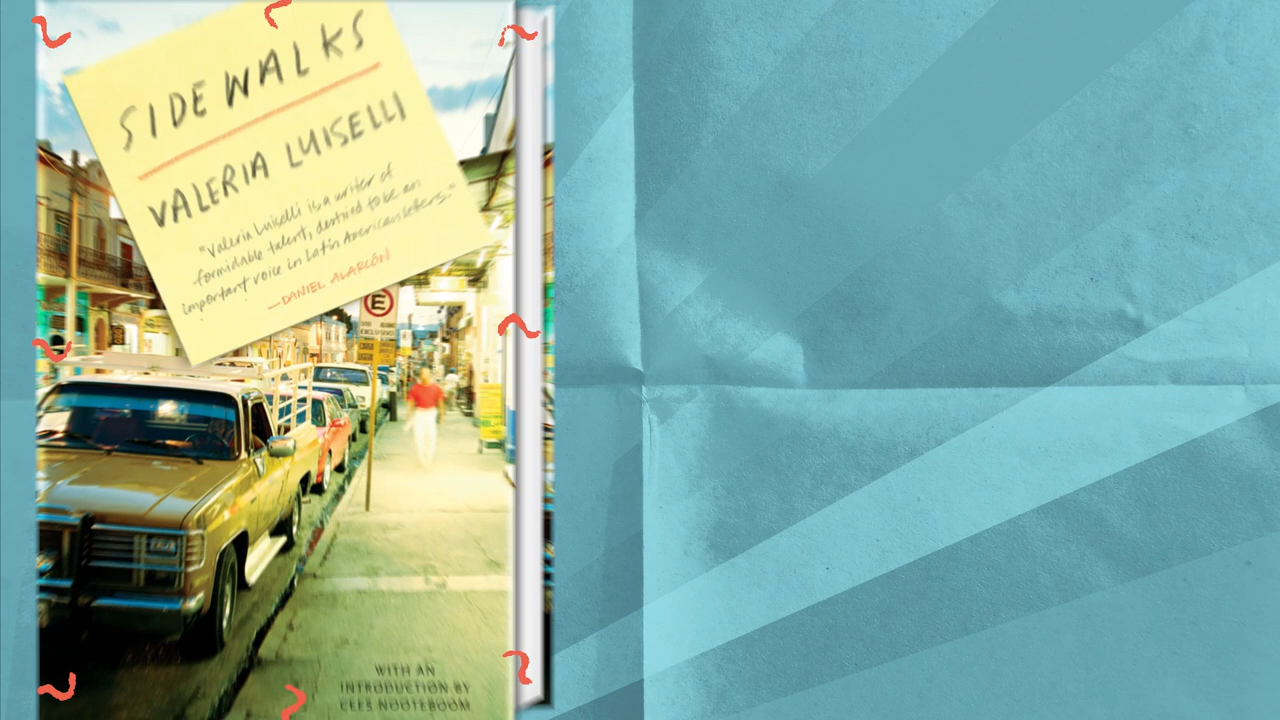 SIDEWALKS
VALERIA LUISELLI
"Valeria Luiselli is a writer of
formidable talent, destined to be an
important voice in Latin American letters."
—DANIEL ALARCÓN
E
WITH AN
INTRODUCTION BY
CEES NOOTEBOOM